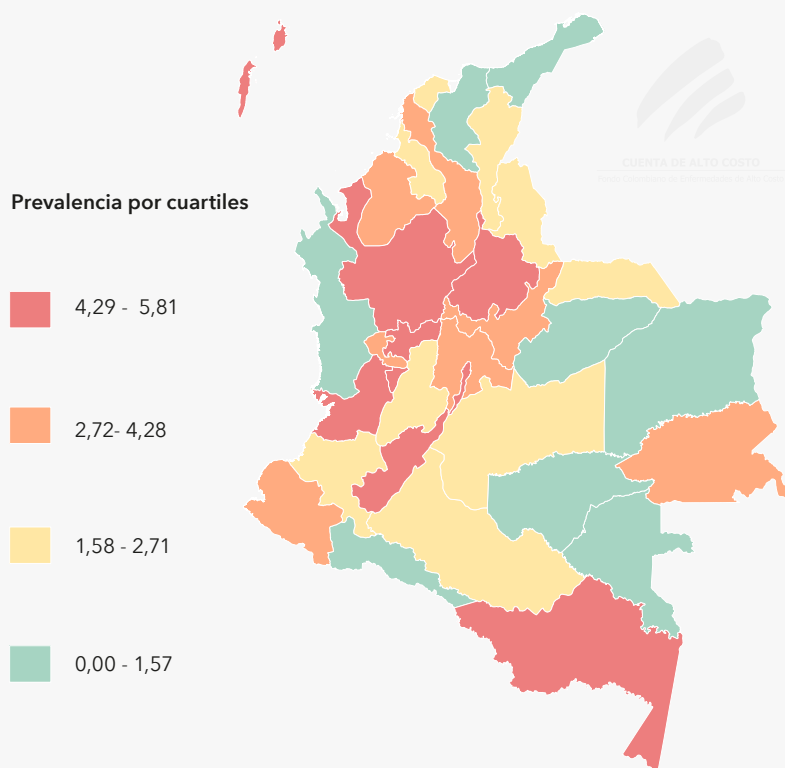 CUENTA DE ALTO COSTO
Prevalencia por cuartiles
4,29 - 5,81
2,72- 4,28
1,58 - 2,71
0,00 - 1,57